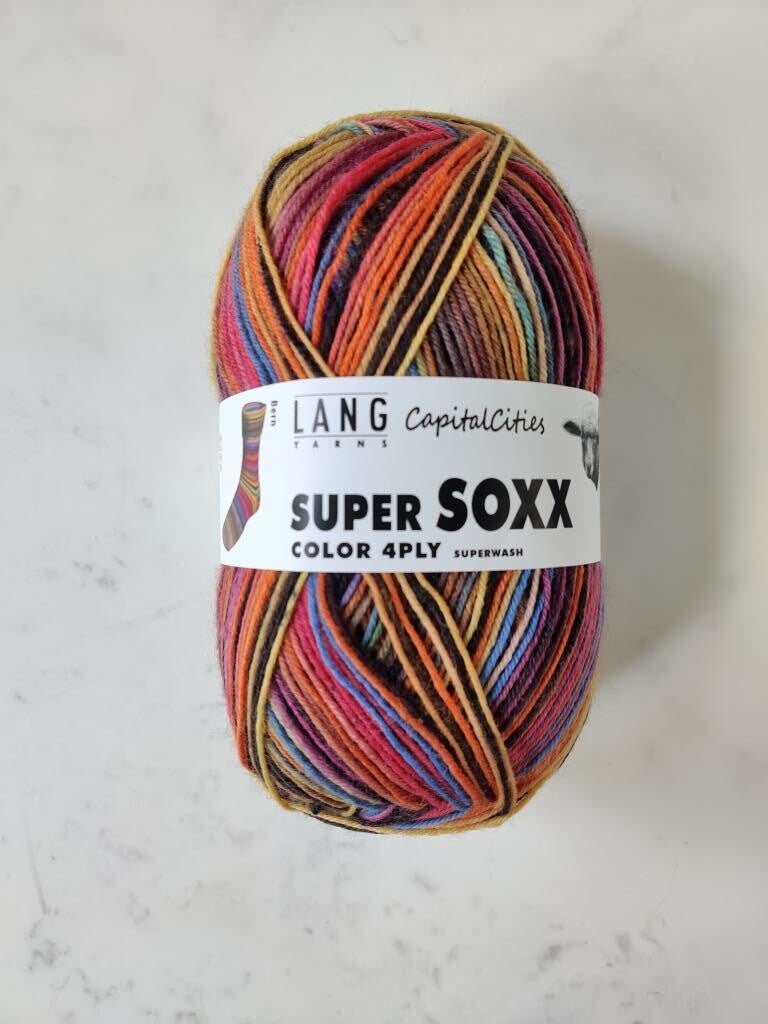 Bern
LANG
YARNS
CapitalCities
SUPER SOXX
COLOR 4PLY SUPERWASH